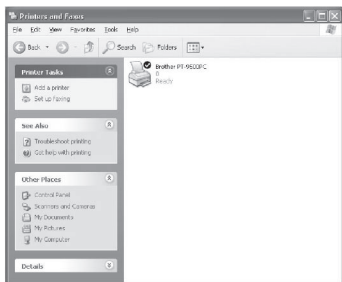 Printers and Faxes
File Edit View Favorites Tools Help
Back Search Folders
Printer Tasks
Add a printer
Set up faxing
See Also
Troubleshoot printing
Get help with printing
Other Places
Control Panel
Scanners and Cameras
My Documents
My Pictures
My Computer
Details
Brother PT-9500PC
0
Ready